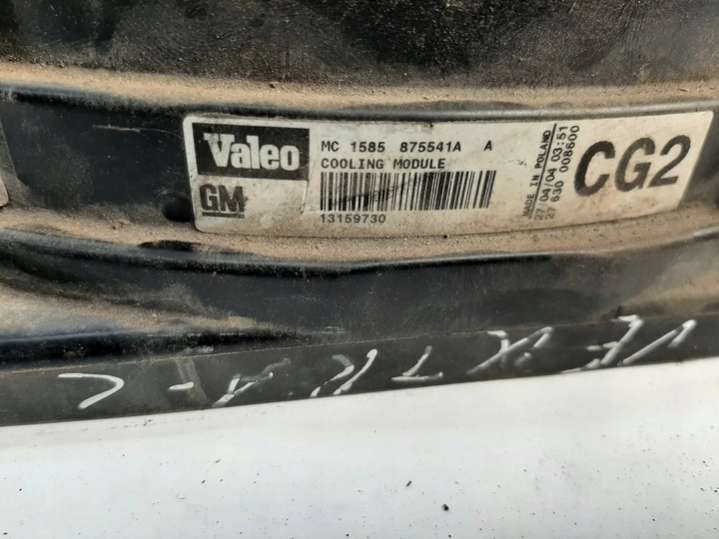 Valeo
GM
MC 1585 875541A A
COOLING MODULE
13159730
MADE IN POLAND
27/04/04 03:51
27 630 008600
CG2
VEKTRA-C